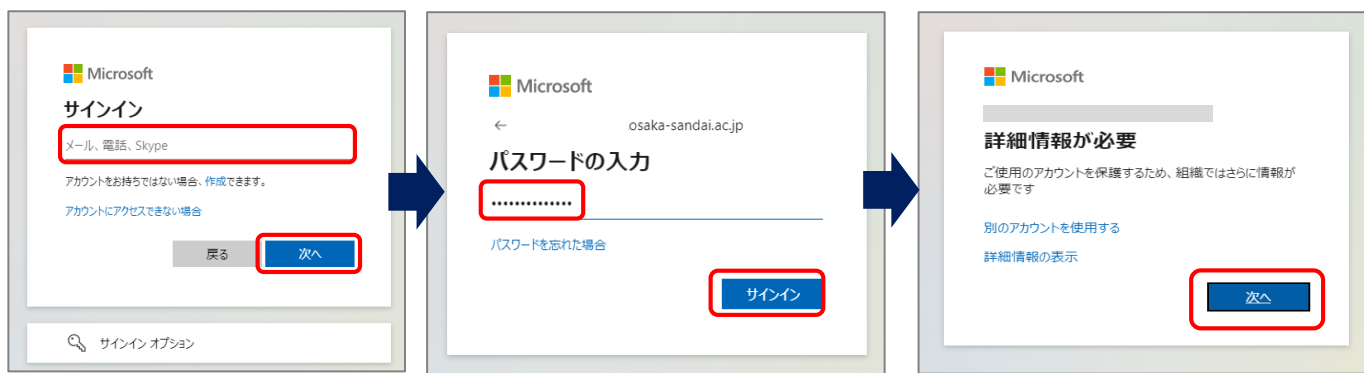 Microsoft
サインイン
メール、電話、Skype
アカウントをお持ちではない場合、作成できます。
アカウントにアクセスできない場合
戻る
次へ
サインイン オプション
Microsoft
← osaka-sandai.ac.jp
パスワードの入力
••••••••••••••
パスワードを忘れた場合
サインイン
Microsoft
詳細情報が必要
ご使用のアカウントを保護するため、組織ではさらに情報が
必要です
別のアカウントを使用する
詳細情報の表示
次へ